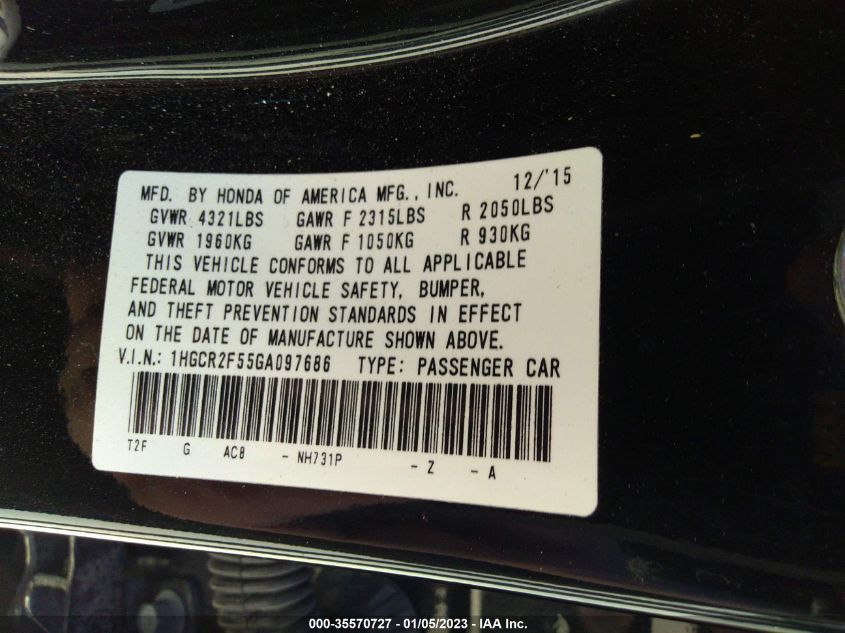 MFD. BY HONDA OF AMERICA MFG., INC. 12/'15
GVWR 4321LBS GAWR F 2315LBS R 2050LBS
GVWR 1960KG GAWR F 1050KG R 930KG
THIS VEHICLE CONFORMS TO ALL APPLICABLE
FEDERAL MOTOR VEHICLE SAFETY, BUMPER,
AND THEFT PREVENTION STANDARDS IN EFFECT
ON THE DATE OF MANUFACTURE SHOWN ABOVE.
V.I.N.: 1HGCR2F55GA097686 TYPE: PASSENGER CAR
T2F G AC8 - NH731P - Z - A
000-35570727 - 01/05/2023 - IAA Inc.